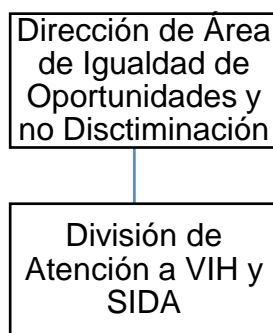 Dirección de Área
de Igualdad de
Oportunidades y
no Disctiminación
División de
Atención a VIH y
SIDA